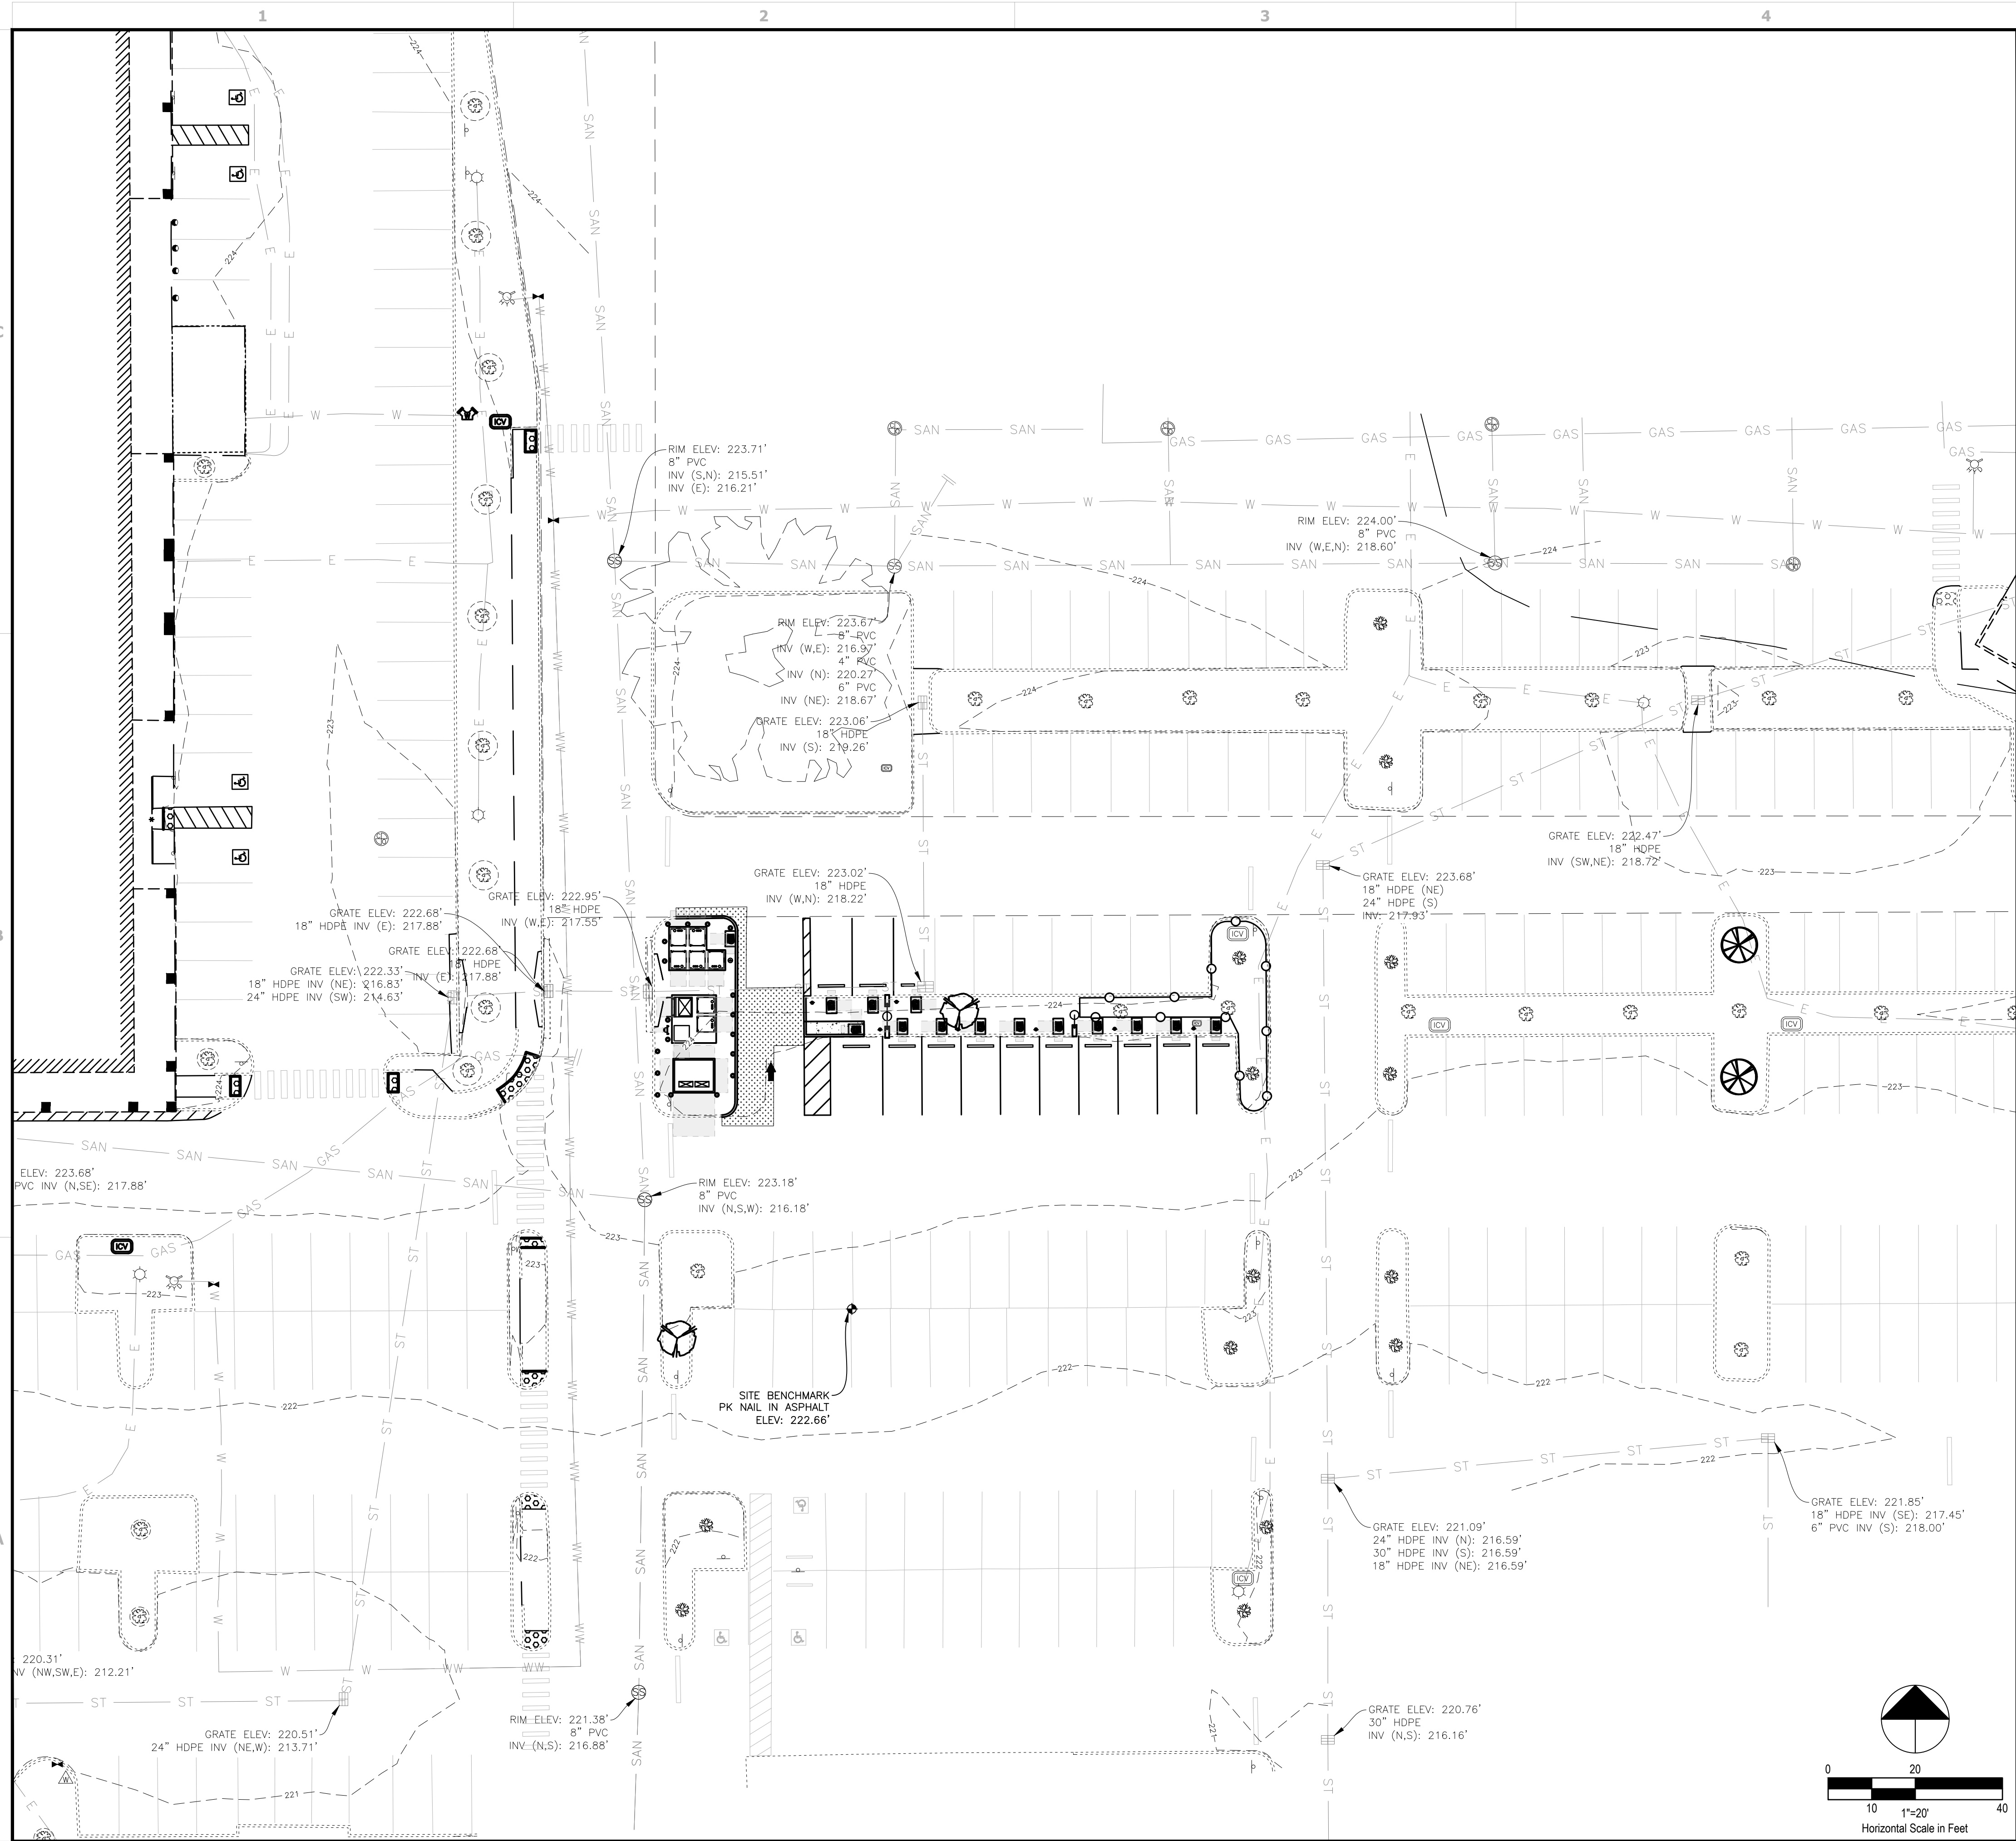 1
2
3
4
RIM ELEV: 223.71'
8" PVC
INV (S,N): 215.51'
INV (E): 216.21'
RIM ELEV: 224.00'
8" PVC
INV (W,E,N): 218.60'
RIM ELEV: 223.67'
8" PVC
INV (W,E): 216.97'
4" PVC
INV (N): 220.27'
6" PVC
INV (NE): 218.67'
GRATE ELEV: 223.06'
18" HDPE
INV (S): 219.26'
GRATE ELEV: 222.47'
18" HDPE
INV (SW,NE): 218.72'
GRATE ELEV: 223.02'
18" HDPE
INV (W,N): 218.22'
GRATE ELEV: 223.68'
18" HDPE (NE)
24" HDPE (S)
INV: 217.93'
GRATE ELEV: 222.95'
18" HDPE
INV (W,E): 217.55'
GRATE ELEV: 222.68'
18" HDPE INV (E): 217.88'
GRATE ELEV: 222.68'
18" HDPE
INV (E): 217.88'
GRATE ELEV: 222.33'
18" HDPE INV (NE): 216.83'
24" HDPE INV (SW): 214.63'
ELEV: 223.68'
PVC INV (N,SE): 217.88'
RIM ELEV: 223.18'
8" PVC
INV (N,S,W): 216.18'
SITE BENCHMARK
PK NAIL IN ASPHALT
ELEV: 222.66'
GRATE ELEV: 221.85'
18" HDPE INV (SE): 217.45'
6" PVC INV (S): 218.00'
GRATE ELEV: 221.09'
24" HDPE INV (N): 216.59'
30" HDPE INV (S): 216.59'
18" HDPE INV (NE): 216.59'
220.31'
NV (NW,SW,E): 212.21'
GRATE ELEV: 220.51'
24" HDPE INV (NE,W): 213.71'
RIM ELEV: 221.38'
8" PVC
INV (N,S): 216.88'
GRATE ELEV: 220.76'
30" HDPE
INV (N,S): 216.16'
0 20
10 40
1"=20'
Horizontal Scale in Feet